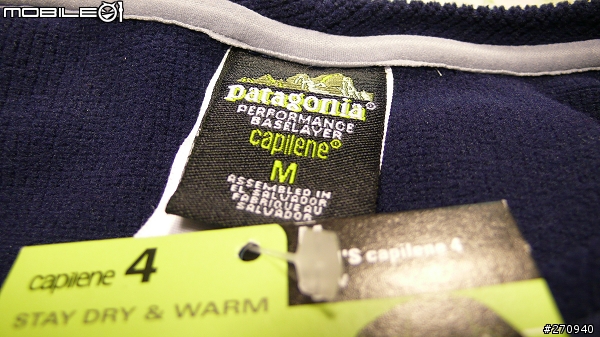 MOBILE01
patagonia®
PERFORMANCE
BASELAYER
capilene®
M
ASSEMBLED IN
EL SALVADOR
FABRIQUE AU
SALVADOR
'S capilene 4
capilene 4
STAY DRY & WARM
#270940